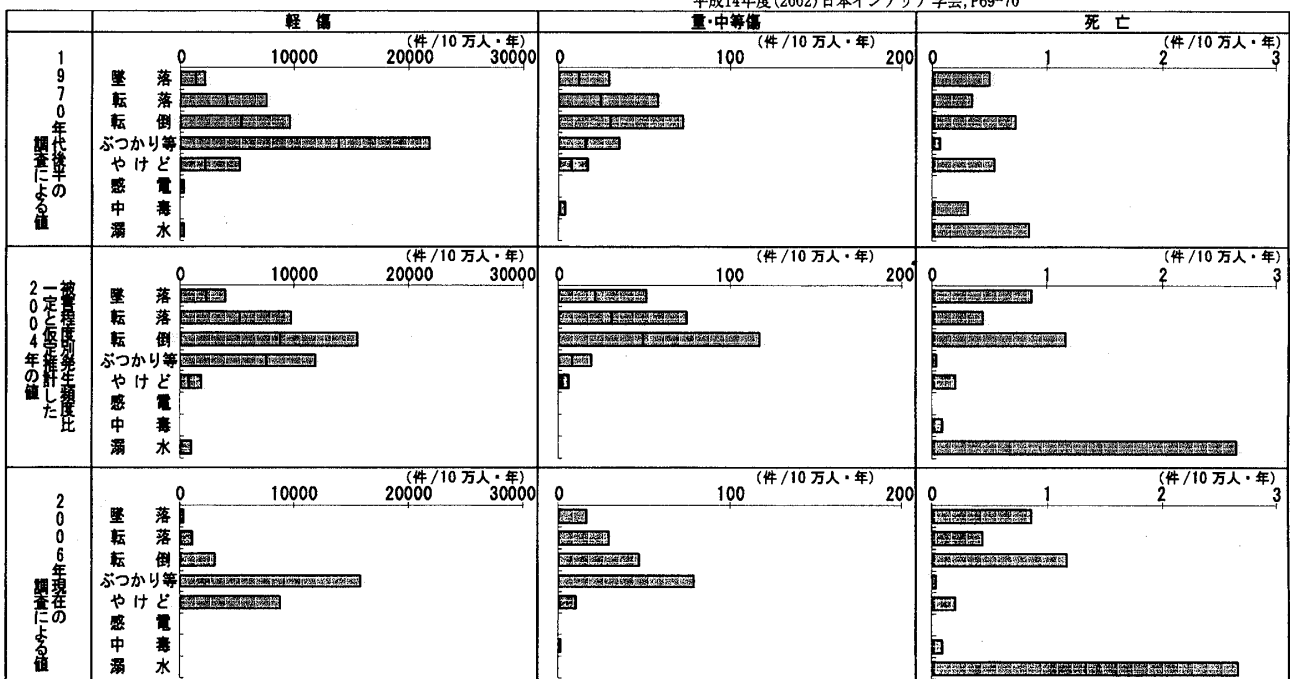 平成14年度(2002)日本インテリア学会,P69-70
軽 傷 重・中等傷 死 亡
1970年代後半の
調査による値
(件/10万人・年) (件/10万人・年) (件/10万人・年)
0 10000 20000 30000 0 100 200 0 1 2 3
墜 落
転 落
転 倒
ぶつかり等
やけど
感 電
中 毒
溺 水
被害程度別発生頻度比
一定と仮定推計した
2004年の値
(件/10万人・年) (件/10万人・年) (件/10万人・年)
0 10000 20000 30000 0 100 200 0 1 2 3
墜 落
転 落
転 倒
ぶつかり等
やけど
感 電
中 毒
溺 水
2006年現在の
調査による値
(件/10万人・年) (件/10万人・年) (件/10万人・年)
0 10000 20000 30000 0 100 200 0 1 2 3
墜 落
転 落
転 倒
ぶつかり等
やけど
感 電
中 毒
溺 水